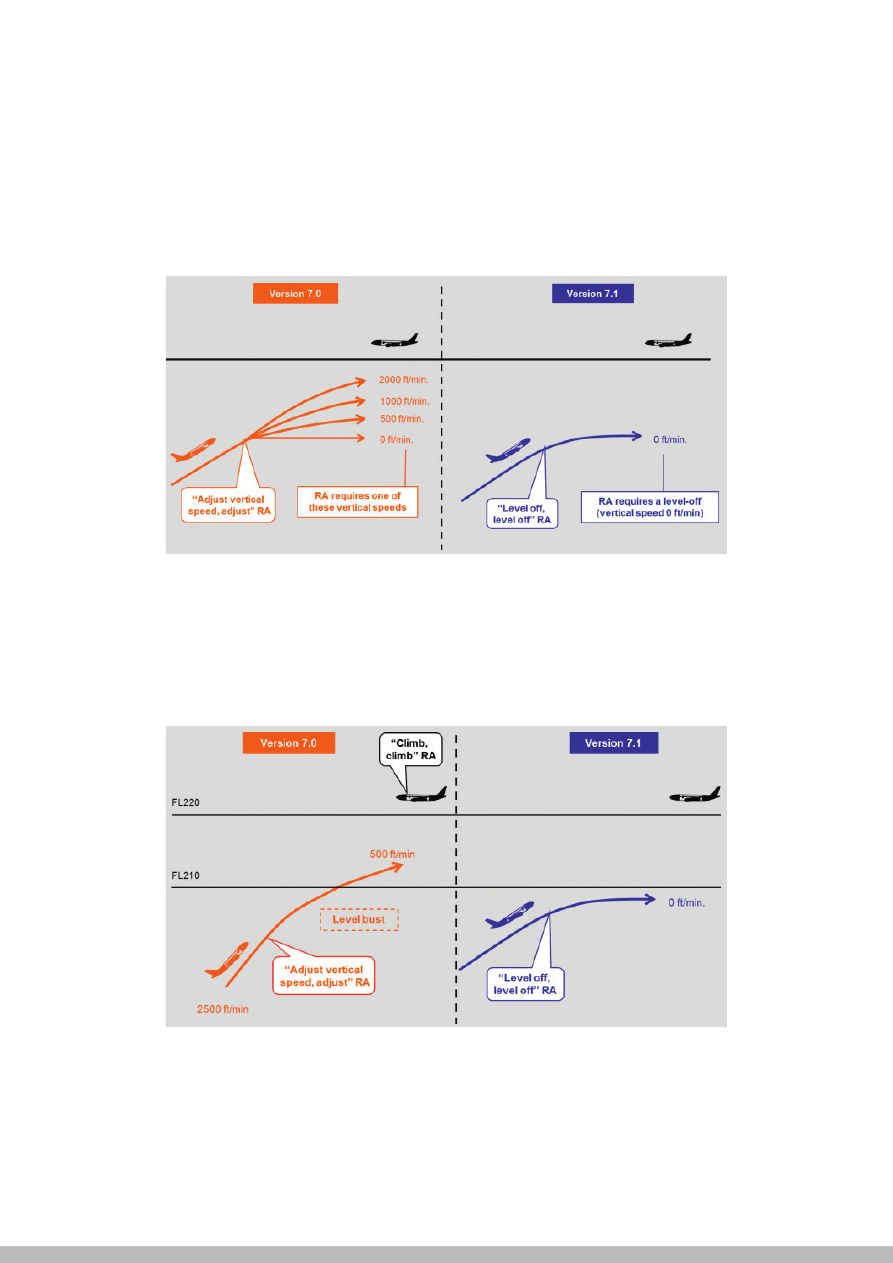 Version 7.0
Version 7.1
2000 ft/min.
1000 ft/min.
500 ft/min.
0 ft/min.
0 ft/min.
"Adjust vertical
speed, adjust" RA
RA requires one of
these vertical speeds
"Level off,
level off" RA
RA requires a level-off
(vertical speed 0 ft/min)
Version 7.0
"Climb,
climb" RA
Version 7.1
FL220
500 ft/min
FL210
Level bust
0 ft/min.
"Adjust vertical
speed, adjust" RA
"Level off,
level off" RA
2500 ft/min